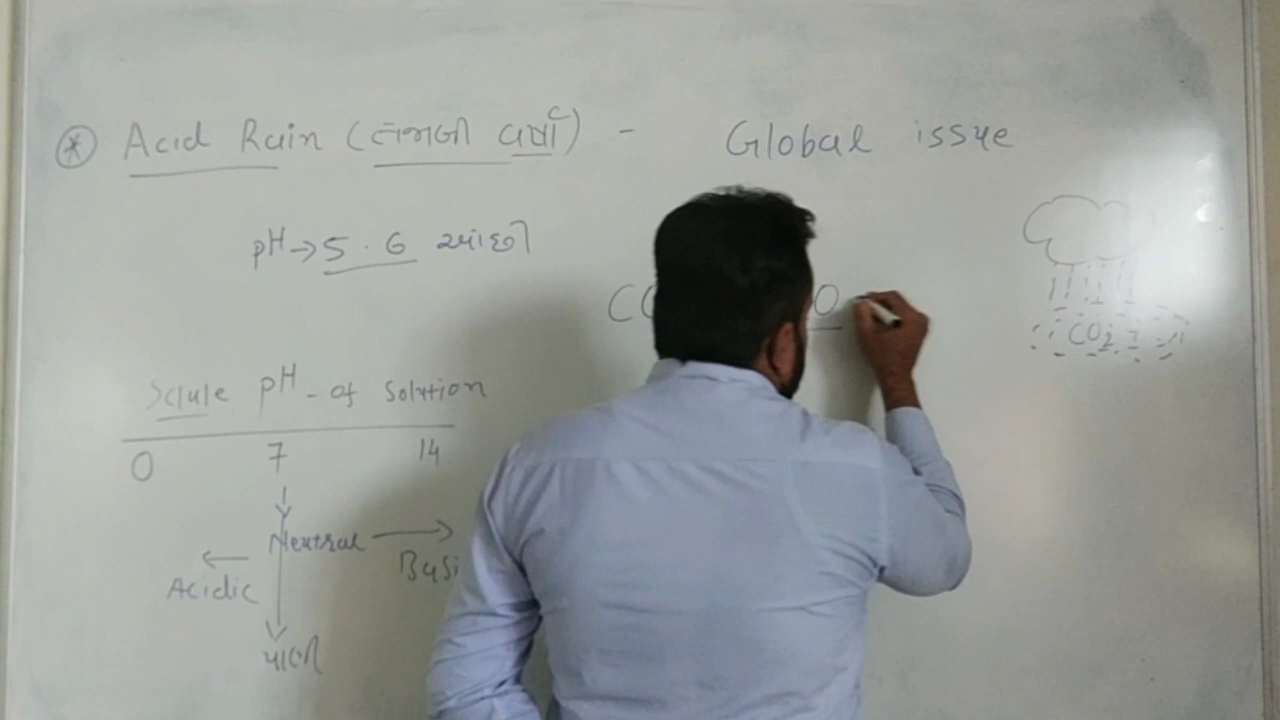 * Acid Rain (તેજાબી વર્ષા) - Global issue
pH→5.6 આોછી
CO O
CO2
Scale pH - of Solution
0 7 14
Neutral
Acidic
Basi
પાણી